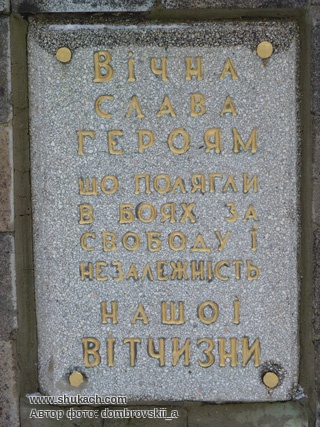 ВІЧНА
СЛАВА
ГЕРОЯМ
ЩО ПОЛЯГЛИ
В БОЯХ ЗА
СВОБОДУ І
НЕЗАЛЕЖНІСТЬ
НАШОЇ
ВІТЧИЗНИ
www.shukach.com
Автор фото: dombrovskii_a